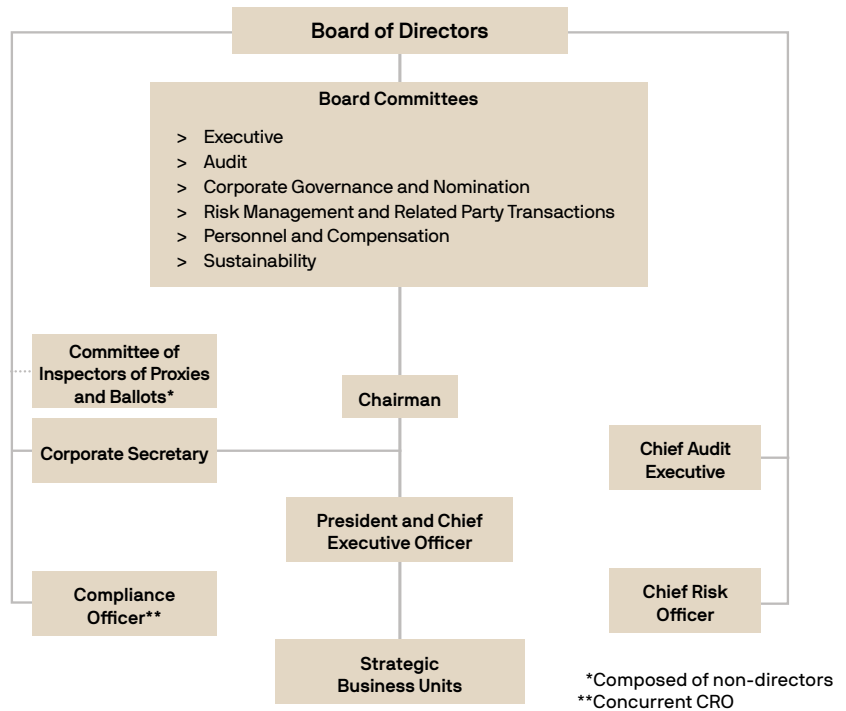 Board of Directors
Board Committees
> Executive
> Audit
> Corporate Governance and Nomination
> Risk Management and Related Party Transactions
> Personnel and Compensation
> Sustainability
Committee of
Inspectors of Proxies
and Ballots*
Chairman
Corporate Secretary
Chief Audit
Executive
President and Chief
Executive Officer
Compliance
Officer**
Chief Risk
Officer
Strategic
Business Units
*Composed of non-directors
**Concurrent CRO